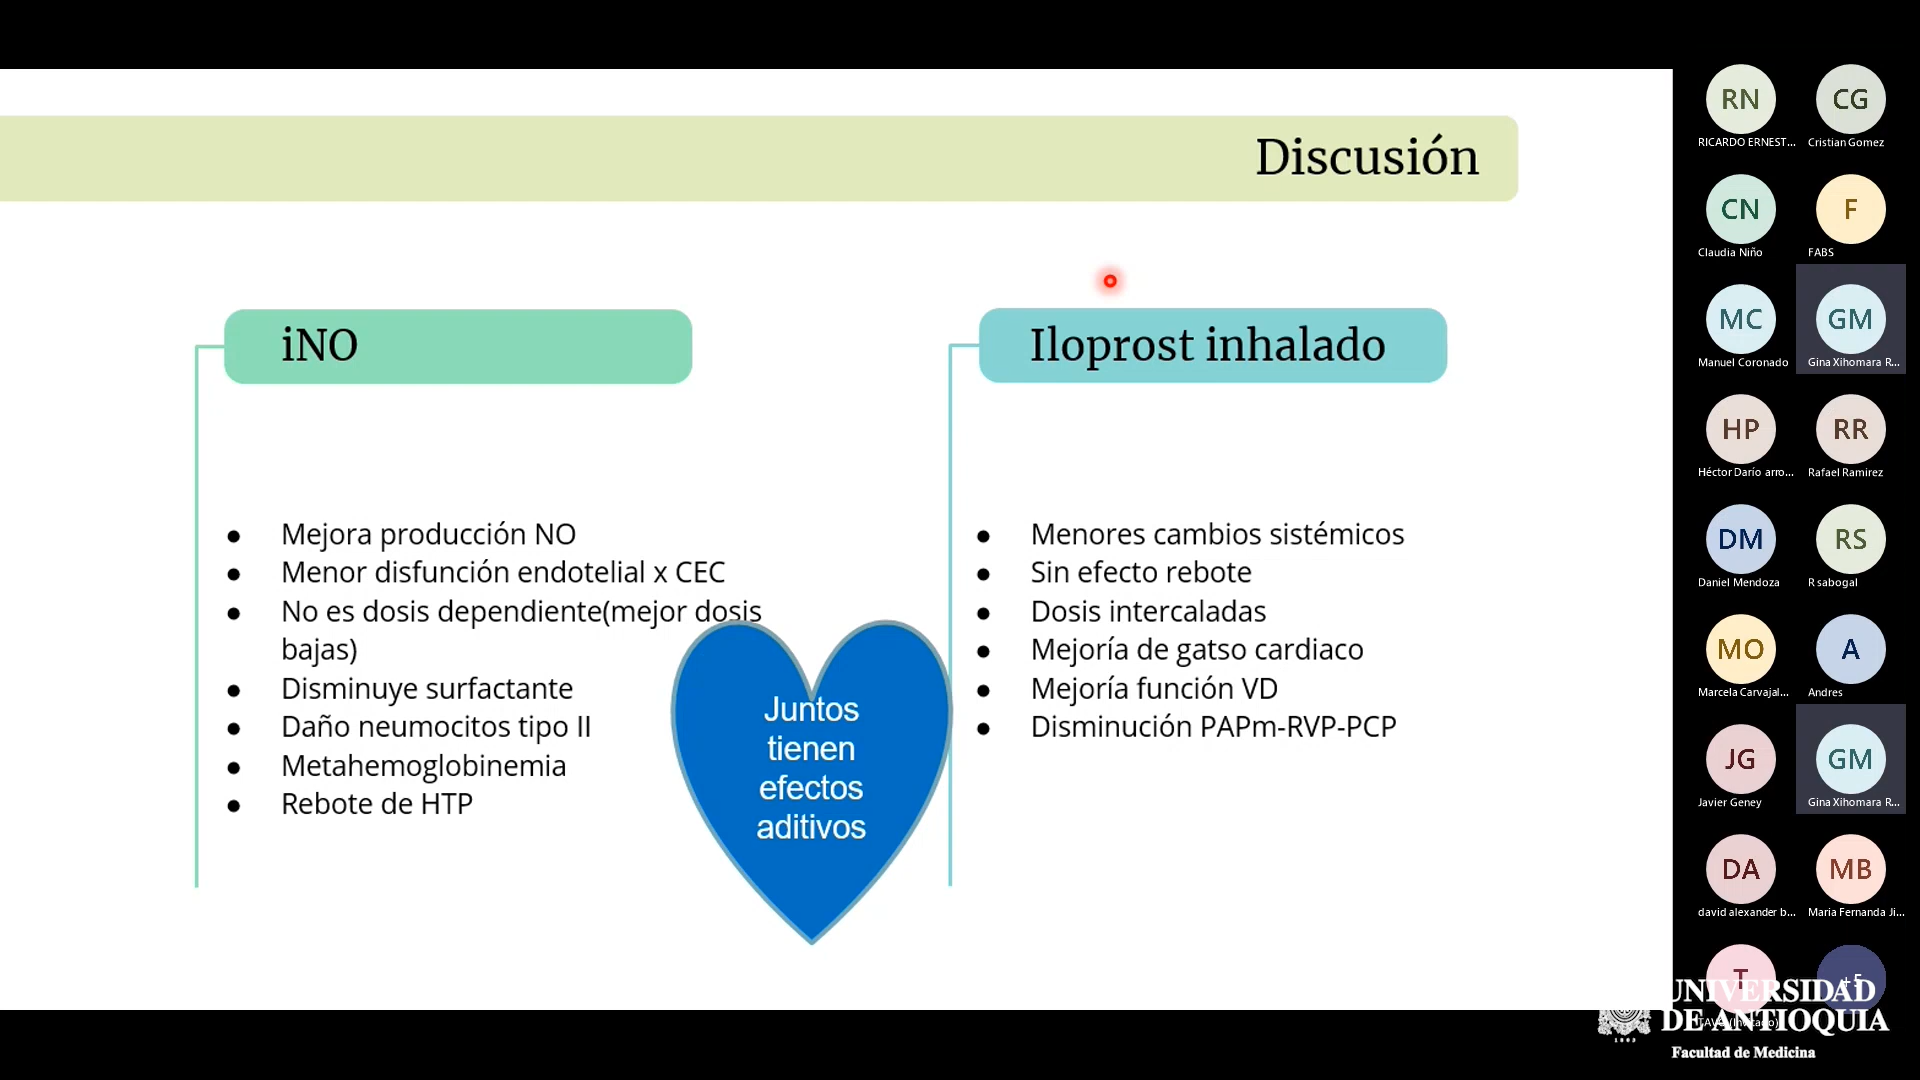 Discusión
iNO
Mejora producción NO
Menor disfunción endotelial x CEC
No es dosis dependiente(mejor dosis
bajas)
Disminuye surfactante
Daño neumocitos tipo II
Metahemoglobinemia
Rebote de HTP
Juntos
tienen
efectos
aditivos
Iloprost inhalado
Menores cambios sistémicos
Sin efecto rebote
Dosis intercaladas
Mejoría de gatso cardiaco
Mejoría función VD
Disminución PAPm-RVP-PCP
RN
RICARDO ERNEST...
CG
Cristian Gomez
CN
Claudia Niño
F
FABS
MC
Manuel Coronado
GM
Gina Xihomara R...
HP
Héctor Darío arro...
RR
Rafael Ramirez
DM
Daniel Mendoza
RS
R sabogal
MO
Marcela Carvajal...
A
Andres
JG
Javier Geney
GM
Gina Xihomara R...
DA
david alexander b...
MB
Maria Fernanda Ji...
T
+5
UNIVERSIDAD
DE ANTIOQUIA
1803
Facultad de Medicina